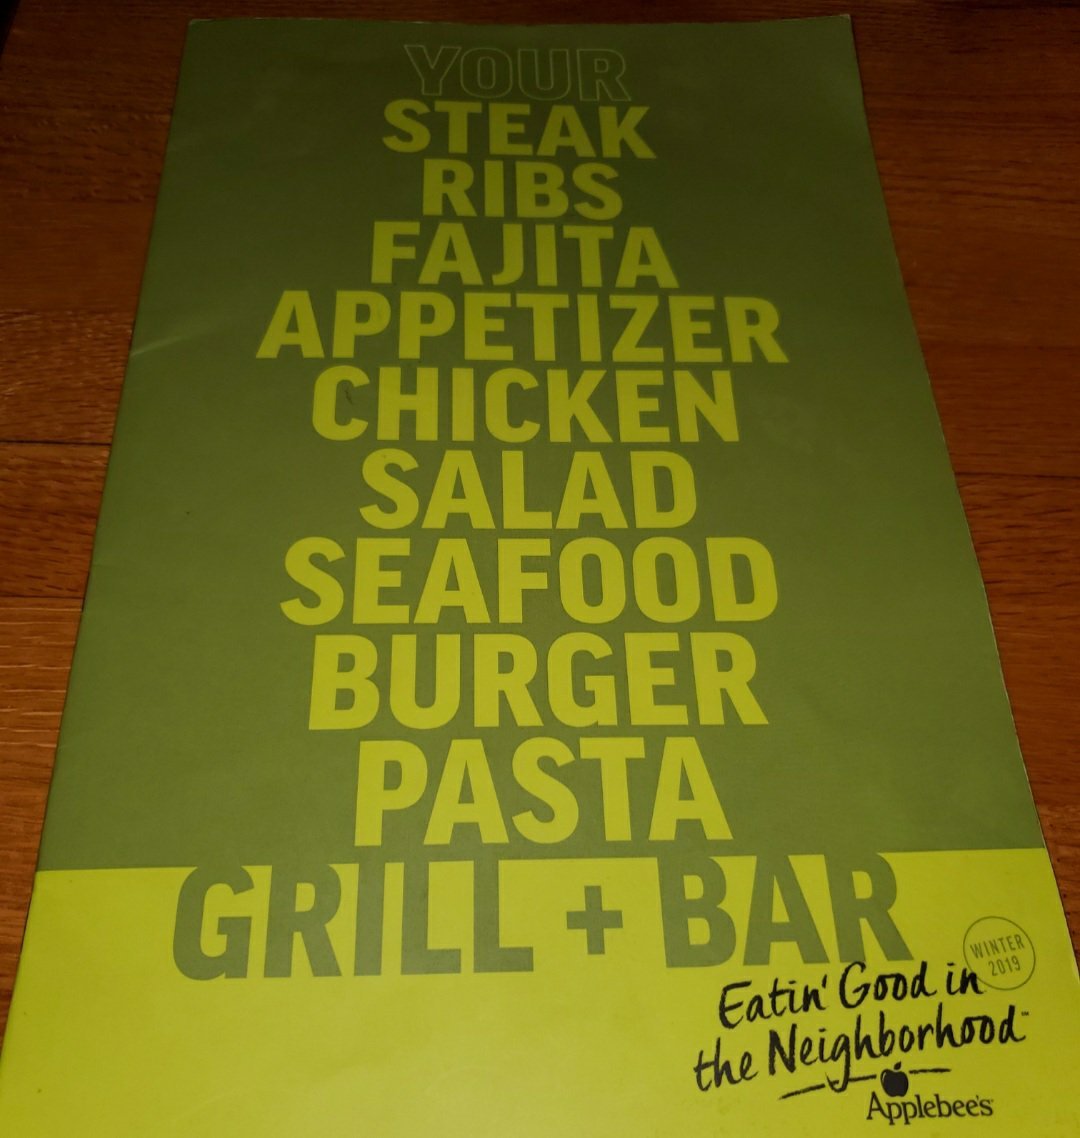 YOUR
STEAK
RIBS
FAJITA
APPETIZER
CHICKEN
SALAD
SEAFOOD
BURGER
PASTA
GRILL + BAR
WINTER
2019
Eatin' Good in
the Neighborhood℠
Applebee's